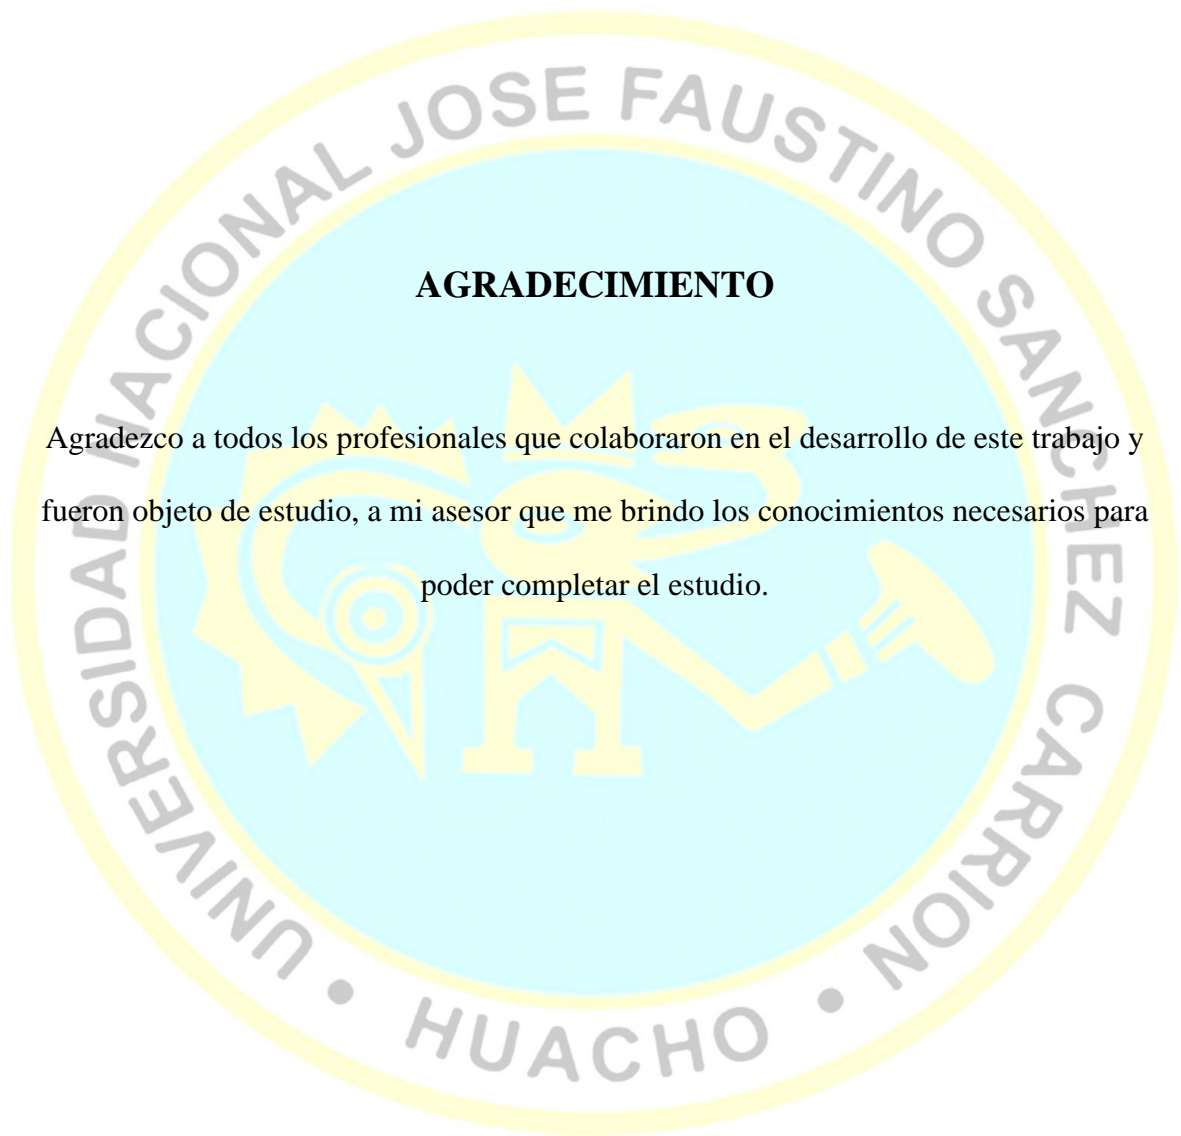 UNIVERSIDAD NACIONAL JOSE FAUSTINO SANCHEZ CARRION
AGRADECIMIENTO
Agradezco a todos los profesionales que colaboraron en el desarrollo de este trabajo y
fueron objeto de estudio, a mi asesor que me brindo los conocimientos necesarios para
poder completar el estudio.
• HUACHO •